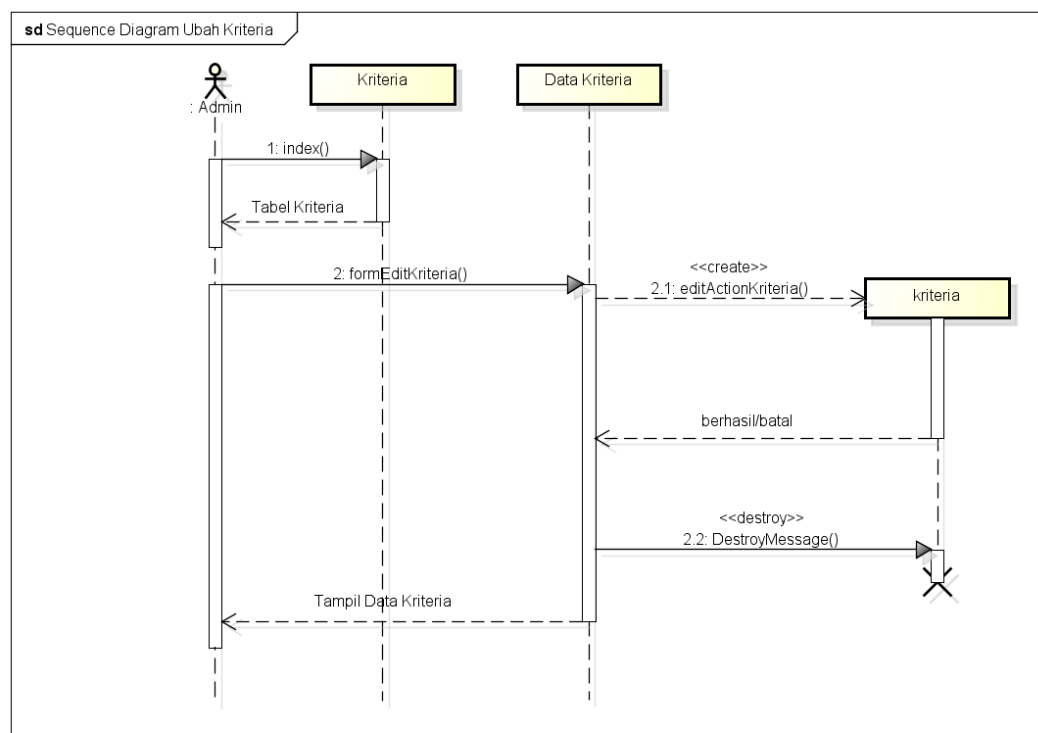 sd Sequence Diagram Ubah Kriteria
: Admin
Kriteria
Data Kriteria
1: index()
Tabel Kriteria
2: formEditKriteria()
<<create>>
2.1: editActionKriteria()
kriteria
berhasil/batal
<<destroy>>
2.2: DestroyMessage()
Tampil Data Kriteria